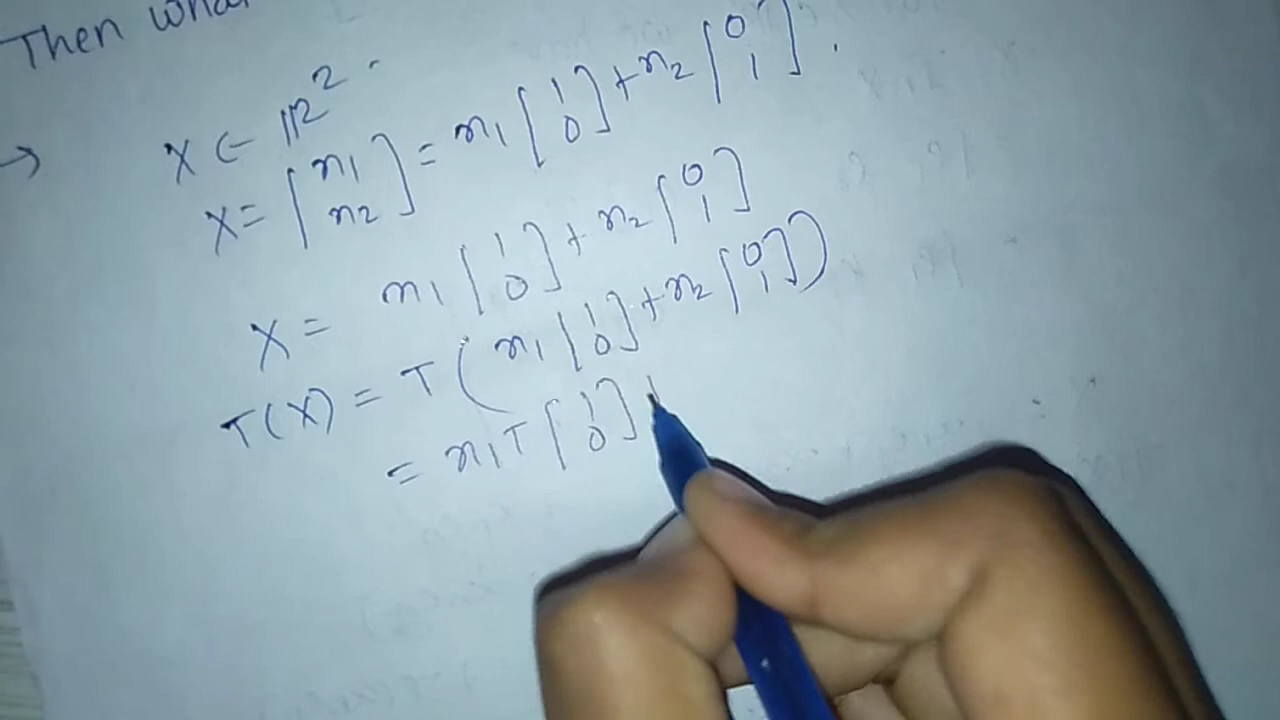 Then what
→ X ∈ ℝ².
X = [x1 x2] = x1 [1 0] + x2 [0 1].
X = x1 [1 0] + x2 [0 1]
T(X) = T( x1 [1 0] + x2 [0 1] )
= x1 T [1 0]